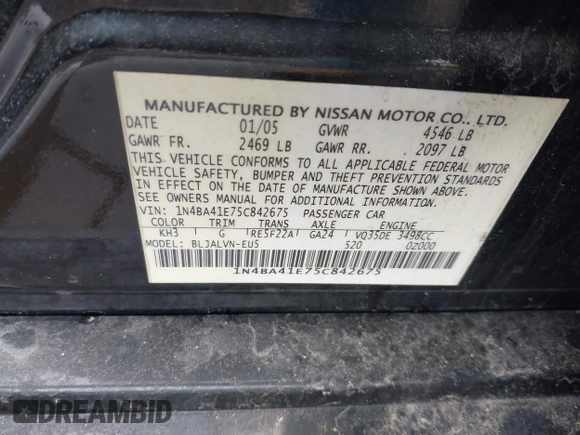 MANUFACTURED BY NISSAN MOTOR CO., LTD.
DATE 01/05 GVWR 4546 LB
GAWR FR. 2469 LB GAWR RR. 2097 LB
THIS VEHICLE CONFORMS TO ALL APPLICABLE FEDERAL MOTOR
VEHICLE SAFETY, BUMPER AND THEFT PREVENTION STANDARDS
IN EFFECT ON THE DATE OF MANUFACTURE SHOWN ABOVE.
SEE OWNERS MANUAL FOR ADDITIONAL INFORMATION
VIN: 1N4BA41E75C842675 PASSENGER CAR
COLOR TRIM TRANS AXLE ENGINE
KH3 G RE5F22A GA24 VQ35DE 3498CC
MODEL: BLJALVN-EU5 520 0Z000
1N4BA41E75C842675
DREAMBID